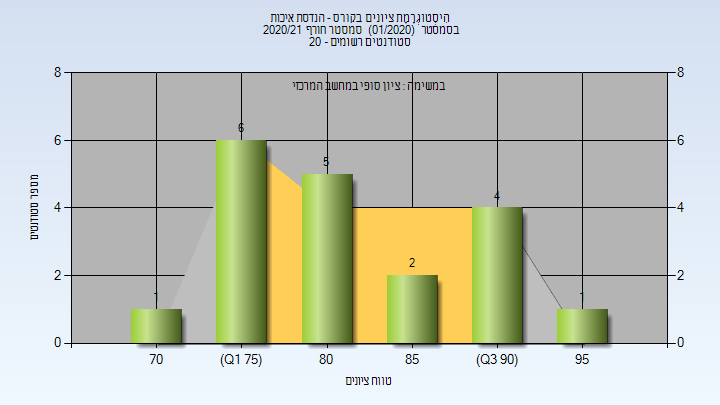 היסטוגרמת ציונים בקורס - הנדסת איכות
בסמסטר (01/2020) סמסטר חורף 2020/21
סטודנטים רשומים - 20
במשימה : ציון סופי במחשב המרכזי
מספר סטודנטים
8
6
4
2
0
8
6
4
2
0
1
6
5
2
4
1
70
(Q1 75)
80
85
(Q3 90)
95
טווח ציונים